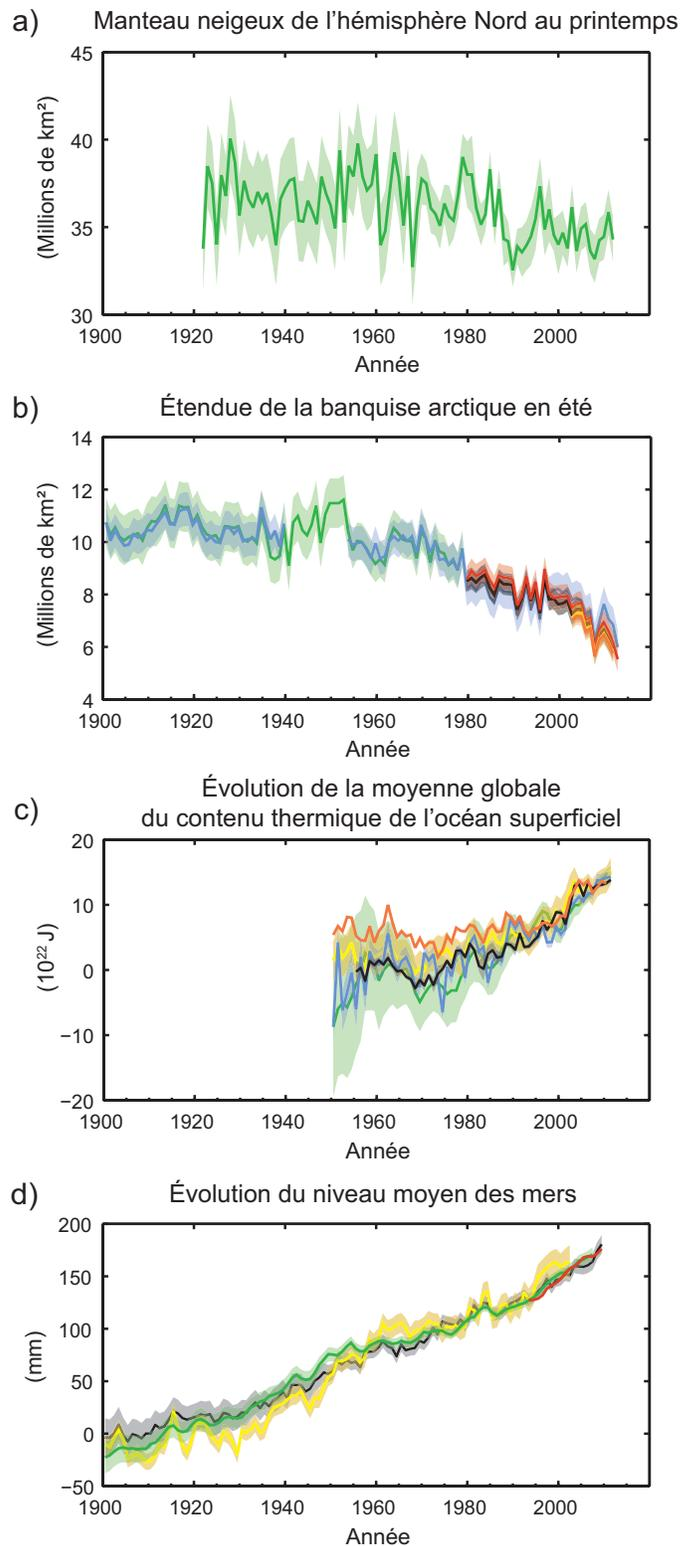 a) Manteau neigeux de l’hémisphère Nord au printemps
45
40
35
30
(Millions de km²)
1900 1920 1940 1960 1980 2000
Année
b) Étendue de la banquise arctique en été
14
12
10
8
6
4
(Millions de km²)
1900 1920 1940 1960 1980 2000
Année
c) Évolution de la moyenne globale
du contenu thermique de l’océan superficiel
20
10
0
−10
−20
(10²² J)
1900 1920 1940 1960 1980 2000
Année
d) Évolution du niveau moyen des mers
200
150
100
50
0
−50
(mm)
1900 1920 1940 1960 1980 2000
Année